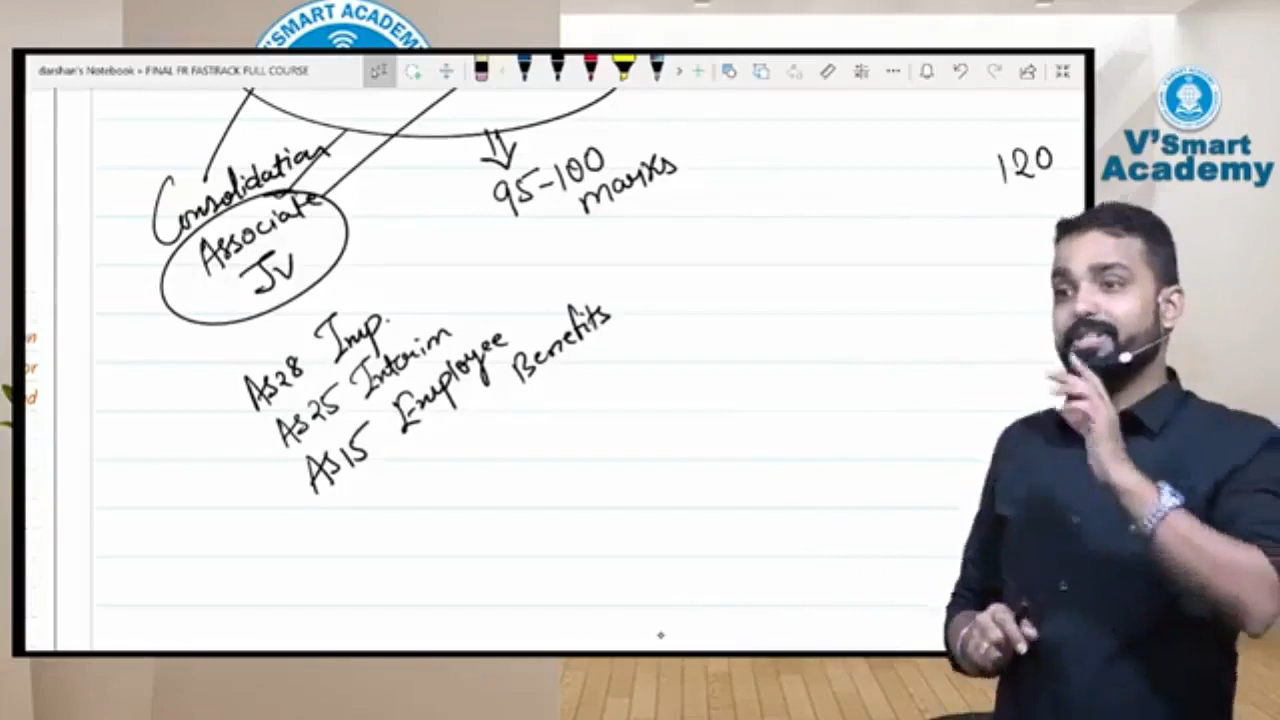 V'SMART ACADEMY
darshan's Notebook » FINAL FR FASTRACK FULL COURSE
V'Smart
Academy
120
95-100
marks
Consolidation
Associate
JV
AS28 Imp.
AS25 Interim
AS15 Employee
Benefits